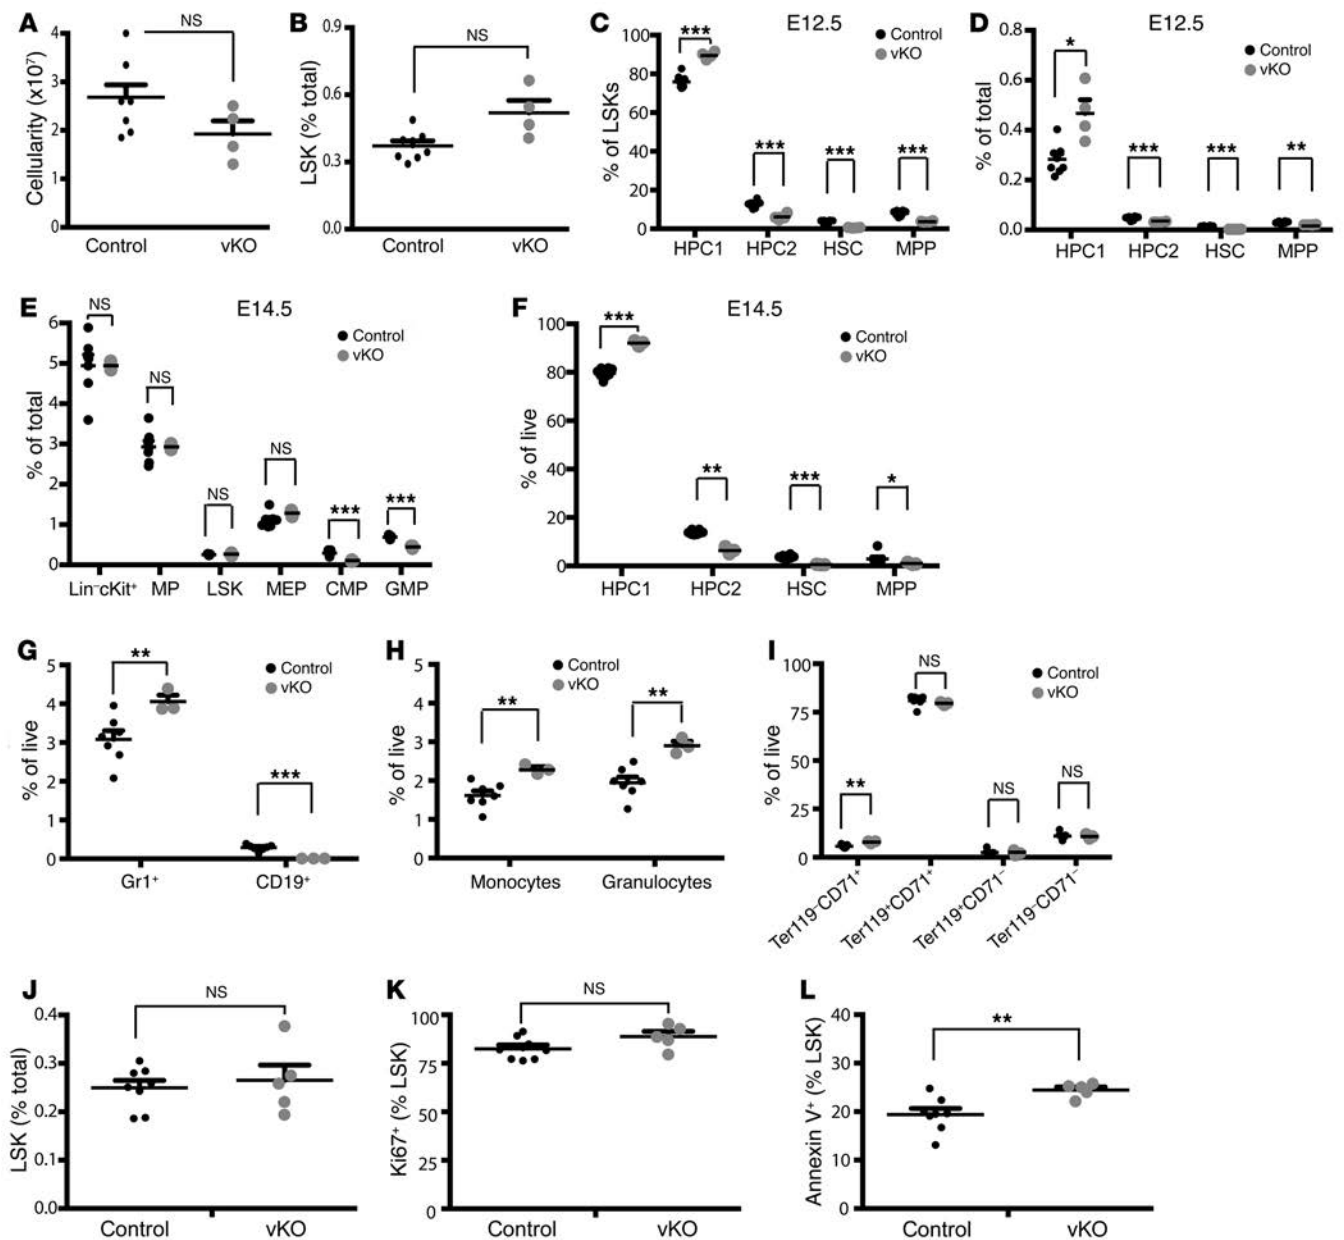 A
Cellularity (x10⁷)
4
3
2
1
0
NS
Control
vKO
B
LSK (% total)
0.9
0.6
0.3
0.0
NS
Control
vKO
C
E12.5
% of LSKs
100
80
60
40
20
0
***
***
***
***
Control
vKO
HPC1
HPC2
HSC
MPP
D
E12.5
% of total
0.8
0.6
0.4
0.2
0.0
*
***
***
**
Control
vKO
HPC1
HPC2
HSC
MPP
E
E14.5
% of total
6
5
4
3
2
1
0
NS
NS
NS
NS
***
***
Control
vKO
Lin⁻cKit⁺
MP
LSK
MEP
CMP
GMP
F
E14.5
% of live
100
80
60
40
20
0
***
**
***
*
Control
vKO
HPC1
HPC2
HSC
MPP
G
% of live
5
4
3
2
1
0
**
***
Control
vKO
Gr1⁺
CD19⁺
H
% of live
5
4
3
2
1
0
**
**
Control
vKO
Monocytes
Granulocytes
I
% of live
100
75
50
25
0
**
NS
NS
NS
Control
vKO
Ter119⁻CD71⁺
Ter119⁺CD71⁺
Ter119⁺CD71⁻
Ter119⁻CD71⁻
J
LSK (% total)
0.4
0.3
0.2
0.1
0.0
NS
Control
vKO
K
Ki67⁺ (% LSK)
100
75
50
25
0
NS
Control
vKO
L
Annexin V⁺ (% LSK)
40
30
20
10
0
**
Control
vKO